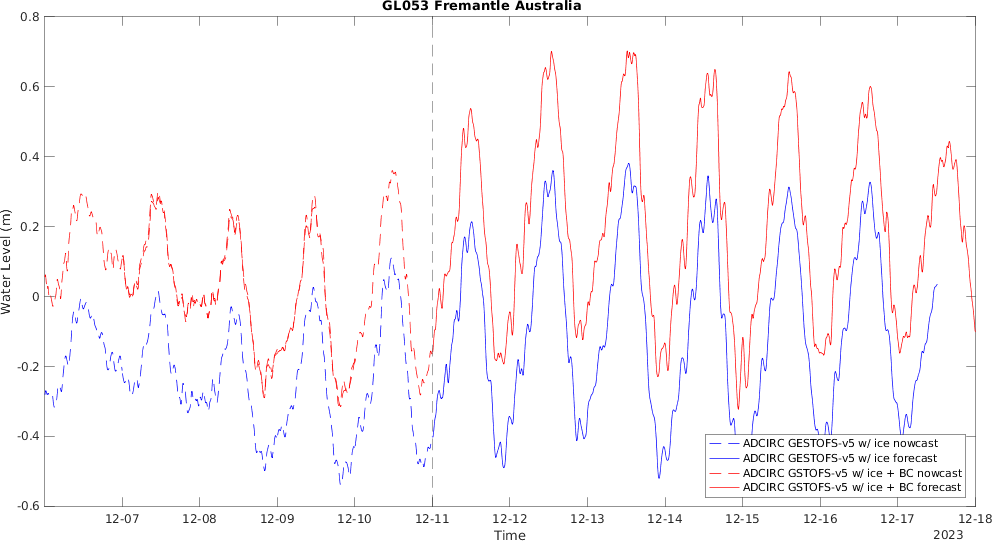 GL053 Fremantle Australia
0.8
0.6
0.4
0.2
0
-0.2
-0.4
-0.6
Water Level (m)
12-07 12-08 12-09 12-10 12-11 12-12 12-13 12-14 12-15 12-16 12-17 12-18
Time
2023
ADCIRC GESTOFS-v5 w/ ice nowcast
ADCIRC GESTOFS-v5 w/ ice forecast
ADCIRC GSTOFS-v5 w/ ice + BC nowcast
ADCIRC GSTOFS-v5 w/ ice + BC forecast